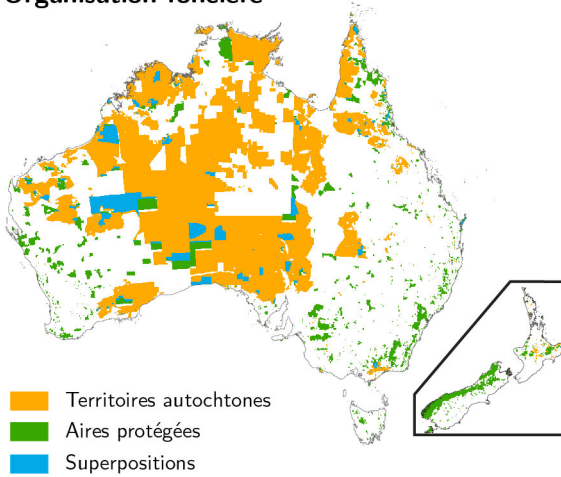 Organisation foncière
Territoires autochtones
Aires protégées
Superpositions